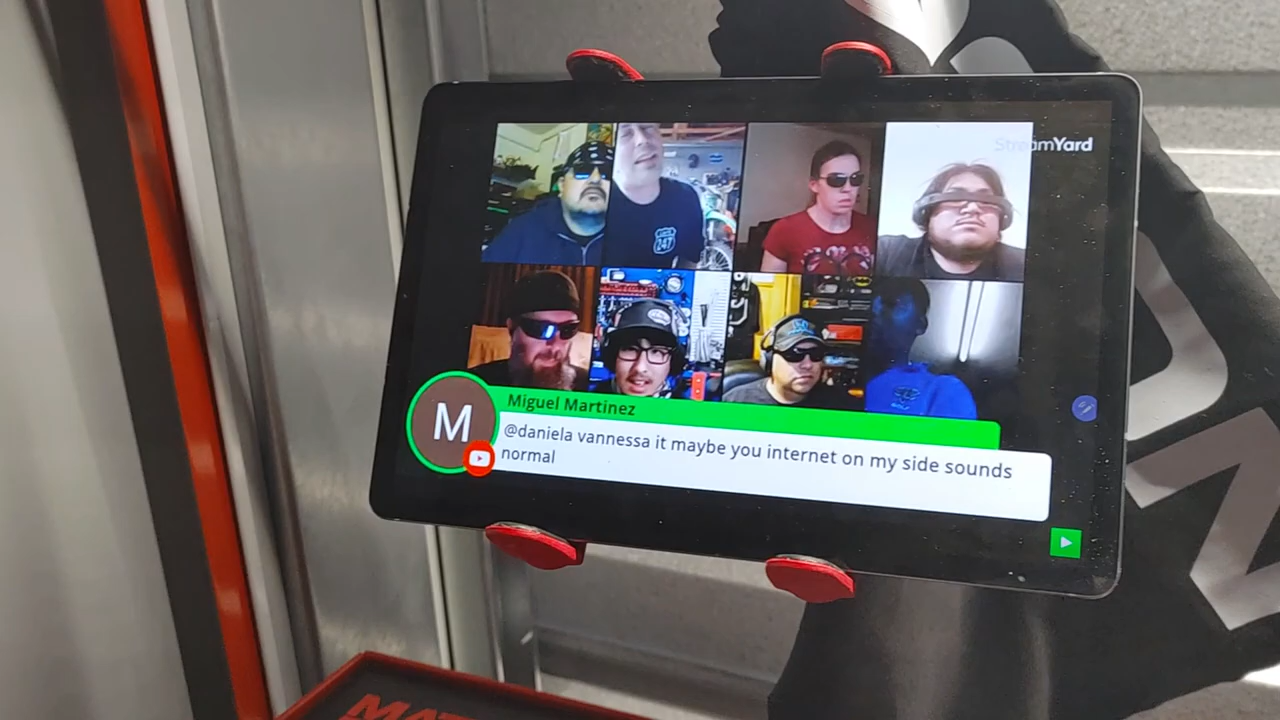 StreamYard
247
Miguel Martinez
M
@daniela vannessa it maybe you internet on my side sounds
normal